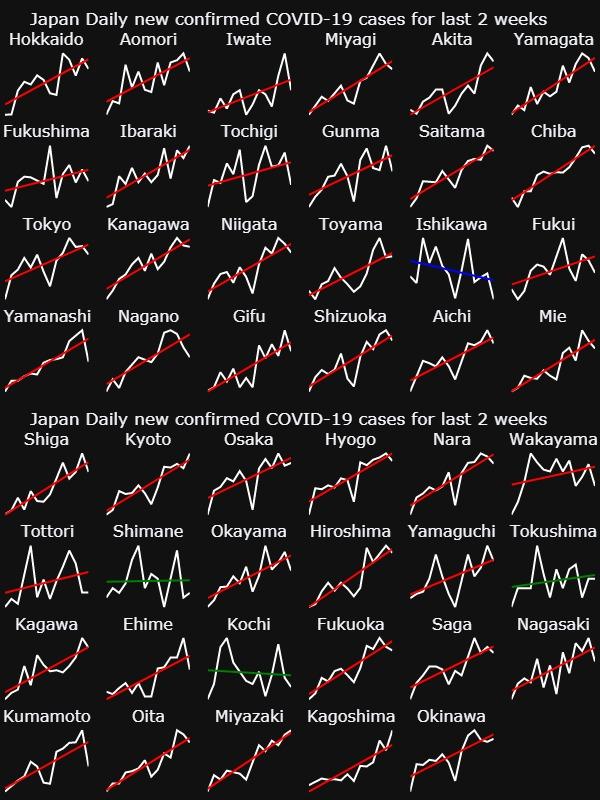 Japan Daily new confirmed COVID-19 cases for last 2 weeks
Hokkaido Aomori Iwate Miyagi Akita Yamagata
Fukushima Ibaraki Tochigi Gunma Saitama Chiba
Tokyo Kanagawa Niigata Toyama Ishikawa Fukui
Yamanashi Nagano Gifu Shizuoka Aichi Mie
Japan Daily new confirmed COVID-19 cases for last 2 weeks
Shiga Kyoto Osaka Hyogo Nara Wakayama
Tottori Shimane Okayama Hiroshima Yamaguchi Tokushima
Kagawa Ehime Kochi Fukuoka Saga Nagasaki
Kumamoto Oita Miyazaki Kagoshima Okinawa